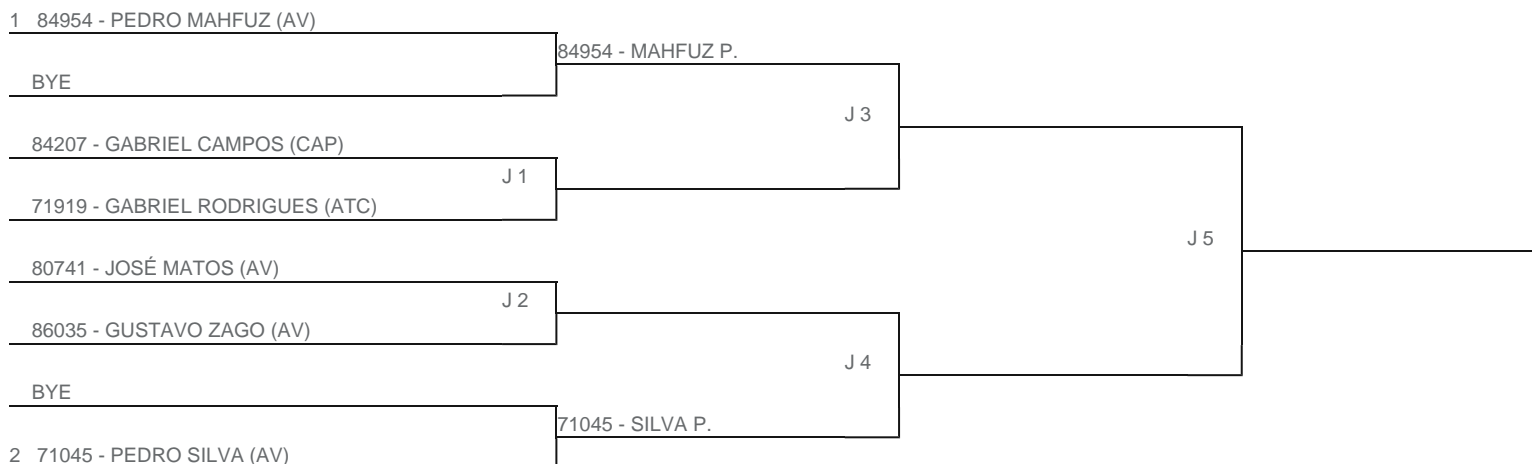 1 84954 - PEDRO MAHFUZ (AV)
84954 - MAHFUZ P.
BYE
J 3
84207 - GABRIEL CAMPOS (CAP)
J 1
71919 - GABRIEL RODRIGUES (ATC)
J 5
80741 - JOSÉ MATOS (AV)
J 2
86035 - GUSTAVO ZAGO (AV)
J 4
BYE
71045 - SILVA P.
2 71045 - PEDRO SILVA (AV)